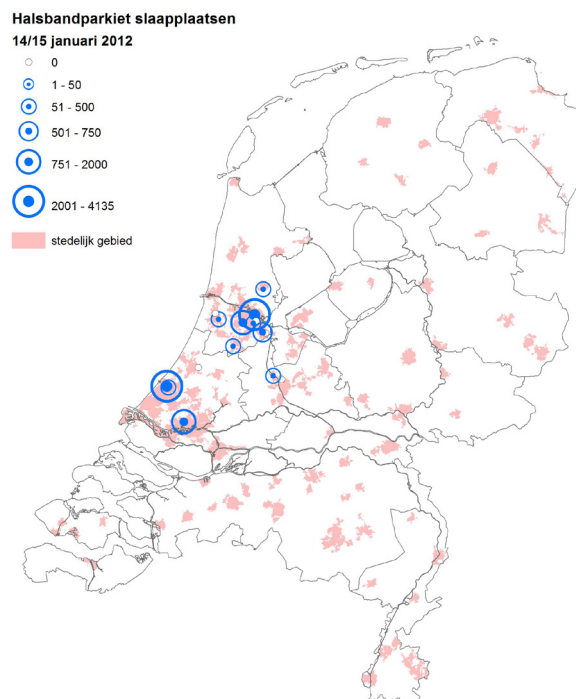 Halsbandparkiet slaapplaatsen
14/15 januari 2012
0
1 - 50
51 - 500
501 - 750
751 - 2000
2001 - 4135
stedelijk gebied